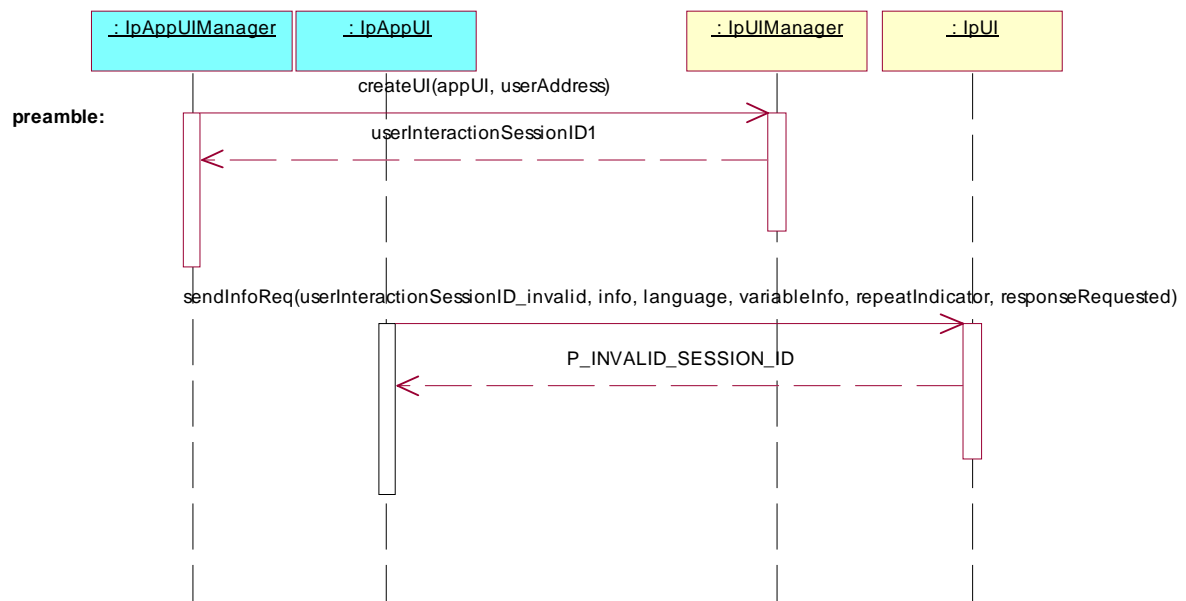 : IpAppUIManager
: IpAppUI
: IpUIManager
: IpUI
createUI(appUI, userAddress)
preamble:
userInteractionSessionID1
sendInfoReq(userInteractionSessionID_invalid, info, language, variableInfo, repeatIndicator, responseRequested)
P_INVALID_SESSION_ID